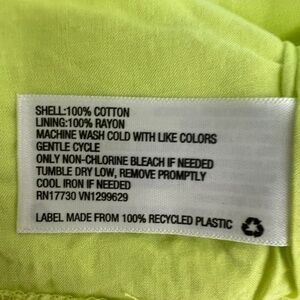 SHELL:100% COTTON
LINING:100% RAYON
MACHINE WASH COLD WITH LIKE COLORS
GENTLE CYCLE
ONLY NON-CHLORINE BLEACH IF NEEDED
TUMBLE DRY LOW, REMOVE PROMPTLY
COOL IRON IF NEEDED
RN17730 VN1299629
LABEL MADE FROM 100% RECYCLED PLASTIC